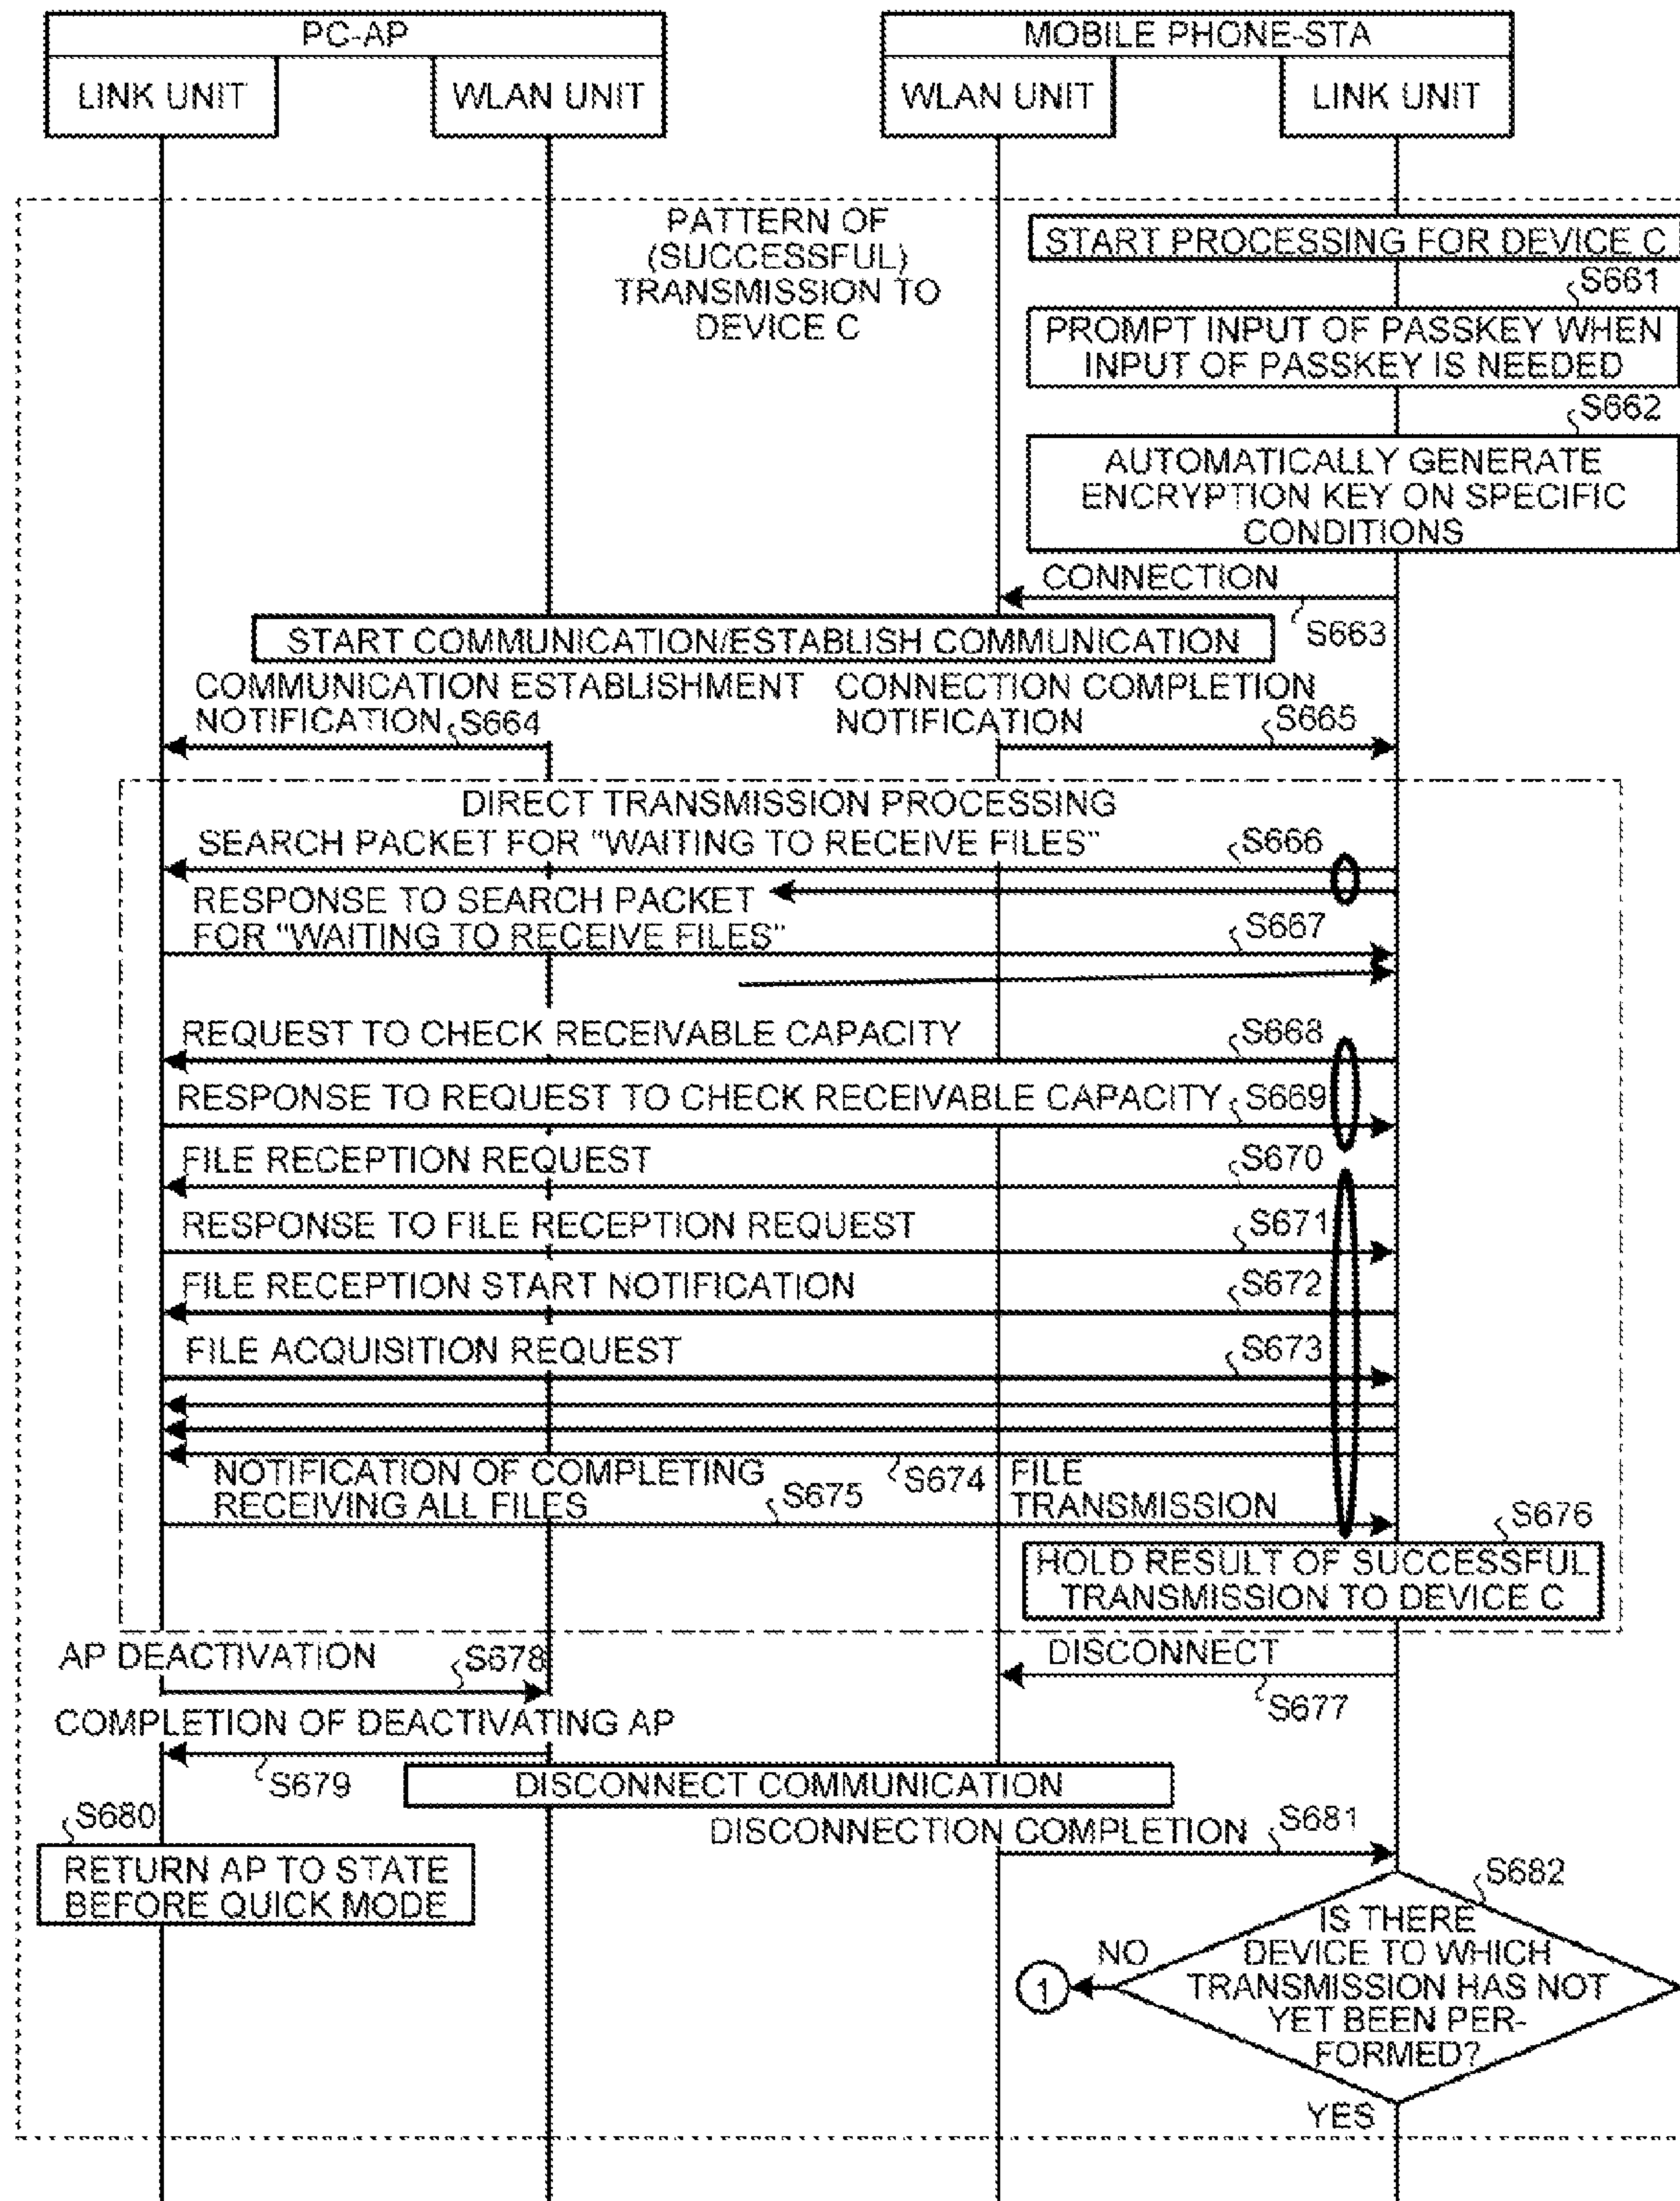 PC-AP
MOBILE PHONE-STA
LINK UNIT
WLAN UNIT
WLAN UNIT
LINK UNIT
PATTERN OF
(SUCCESSFUL)
TRANSMISSION TO
DEVICE C
START PROCESSING FOR DEVICE C
S661
PROMPT INPUT OF PASSKEY WHEN
INPUT OF PASSKEY IS NEEDED
S662
AUTOMATICALLY GENERATE
ENCRYPTION KEY ON SPECIFIC
CONDITIONS
CONNECTION
S663
START COMMUNICATION/ESTABLISH COMMUNICATION
COMMUNICATION ESTABLISHMENT
NOTIFICATION
S664
CONNECTION COMPLETION
NOTIFICATION
S665
DIRECT TRANSMISSION PROCESSING
SEARCH PACKET FOR "WAITING TO RECEIVE FILES"
S666
RESPONSE TO SEARCH PACKET
FOR "WAITING TO RECEIVE FILES"
S667
REQUEST TO CHECK RECEIVABLE CAPACITY
S668
RESPONSE TO REQUEST TO CHECK RECEIVABLE CAPACITY
S669
FILE RECEPTION REQUEST
S670
RESPONSE TO FILE RECEPTION REQUEST
S671
FILE RECEPTION START NOTIFICATION
S672
FILE ACQUISITION REQUEST
S673
S674
FILE
TRANSMISSION
NOTIFICATION OF COMPLETING
RECEIVING ALL FILES
S675
S676
HOLD RESULT OF SUCCESSFUL
TRANSMISSION TO DEVICE C
AP DEACTIVATION
S678
DISCONNECT
S677
COMPLETION OF DEACTIVATING AP
S679
DISCONNECT COMMUNICATION
S680
RETURN AP TO STATE
BEFORE QUICK MODE
DISCONNECTION COMPLETION
S681
S682
IS THERE
DEVICE TO WHICH
TRANSMISSION HAS NOT
YET BEEN PER-
FORMED?
NO
1
YES